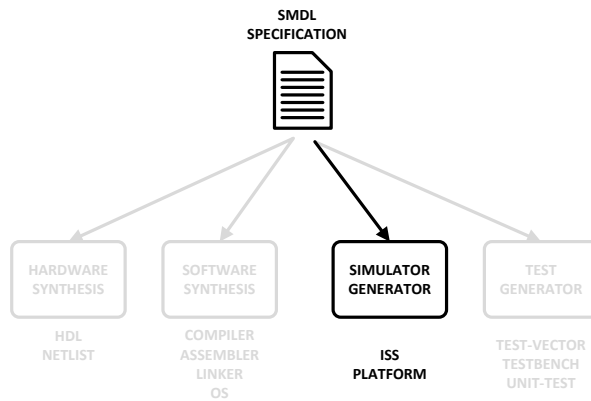 SMDL
SPECIFICATION
HARDWARE
SYNTHESIS
SOFTWARE
SYNTHESIS
SIMULATOR
GENERATOR
TEST
GENERATOR
HDL
NETLIST
COMPILER
ASSEMBLER
LINKER
OS
ISS
PLATFORM
TEST-VECTOR
TESTBENCH
UNIT-TEST